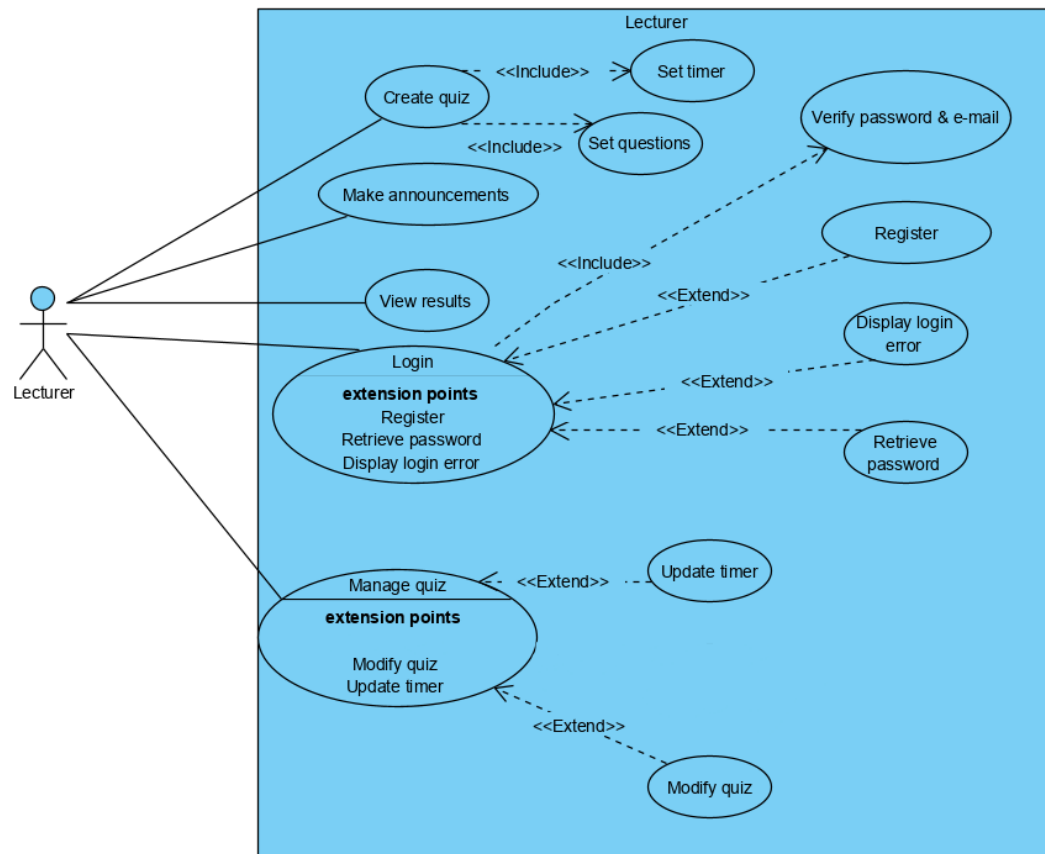 Lecturer
<<Include>>
Set timer
Create quiz
Verify password & e-mail
<<Include>>
Set questions
Make announcements
Register
<<Include>>
<<Extend>>
View results
Display login
error
Lecturer
Login
<<Extend>>
extension points
Register
Retrieve password
Display login error
<<Extend>>
Retrieve
password
Manage quiz
<<Extend>>
Update timer
extension points
Modify quiz
Update timer
<<Extend>>
Modify quiz